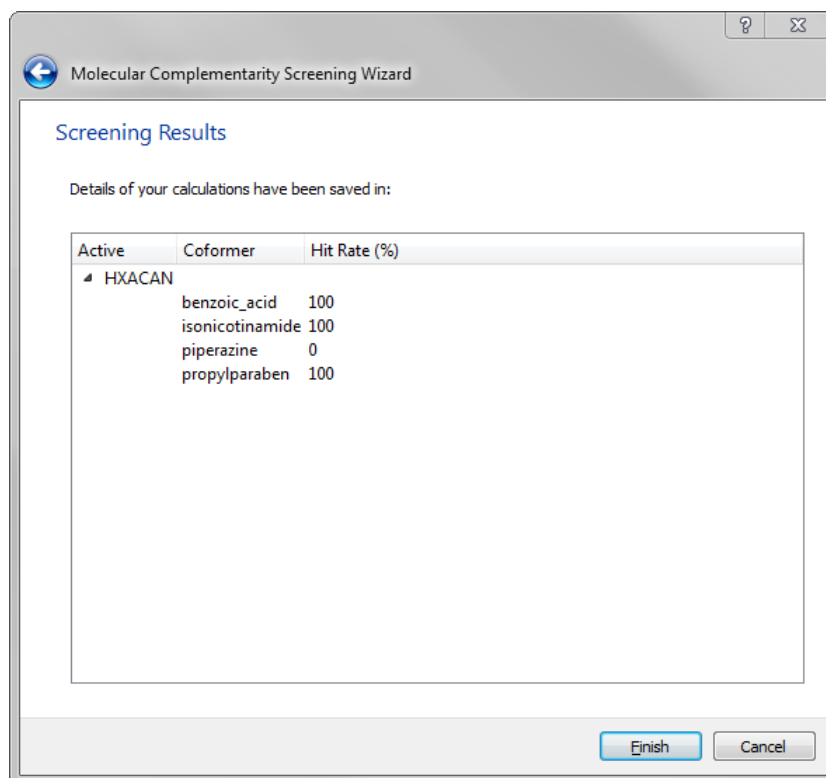 Molecular Complementarity Screening Wizard
Screening Results
Details of your calculations have been saved in:
Active Coformer Hit Rate (%)
HXACAN
benzoic_acid 100
isonicotinamide 100
piperazine 0
propylparaben 100
Finish Cancel